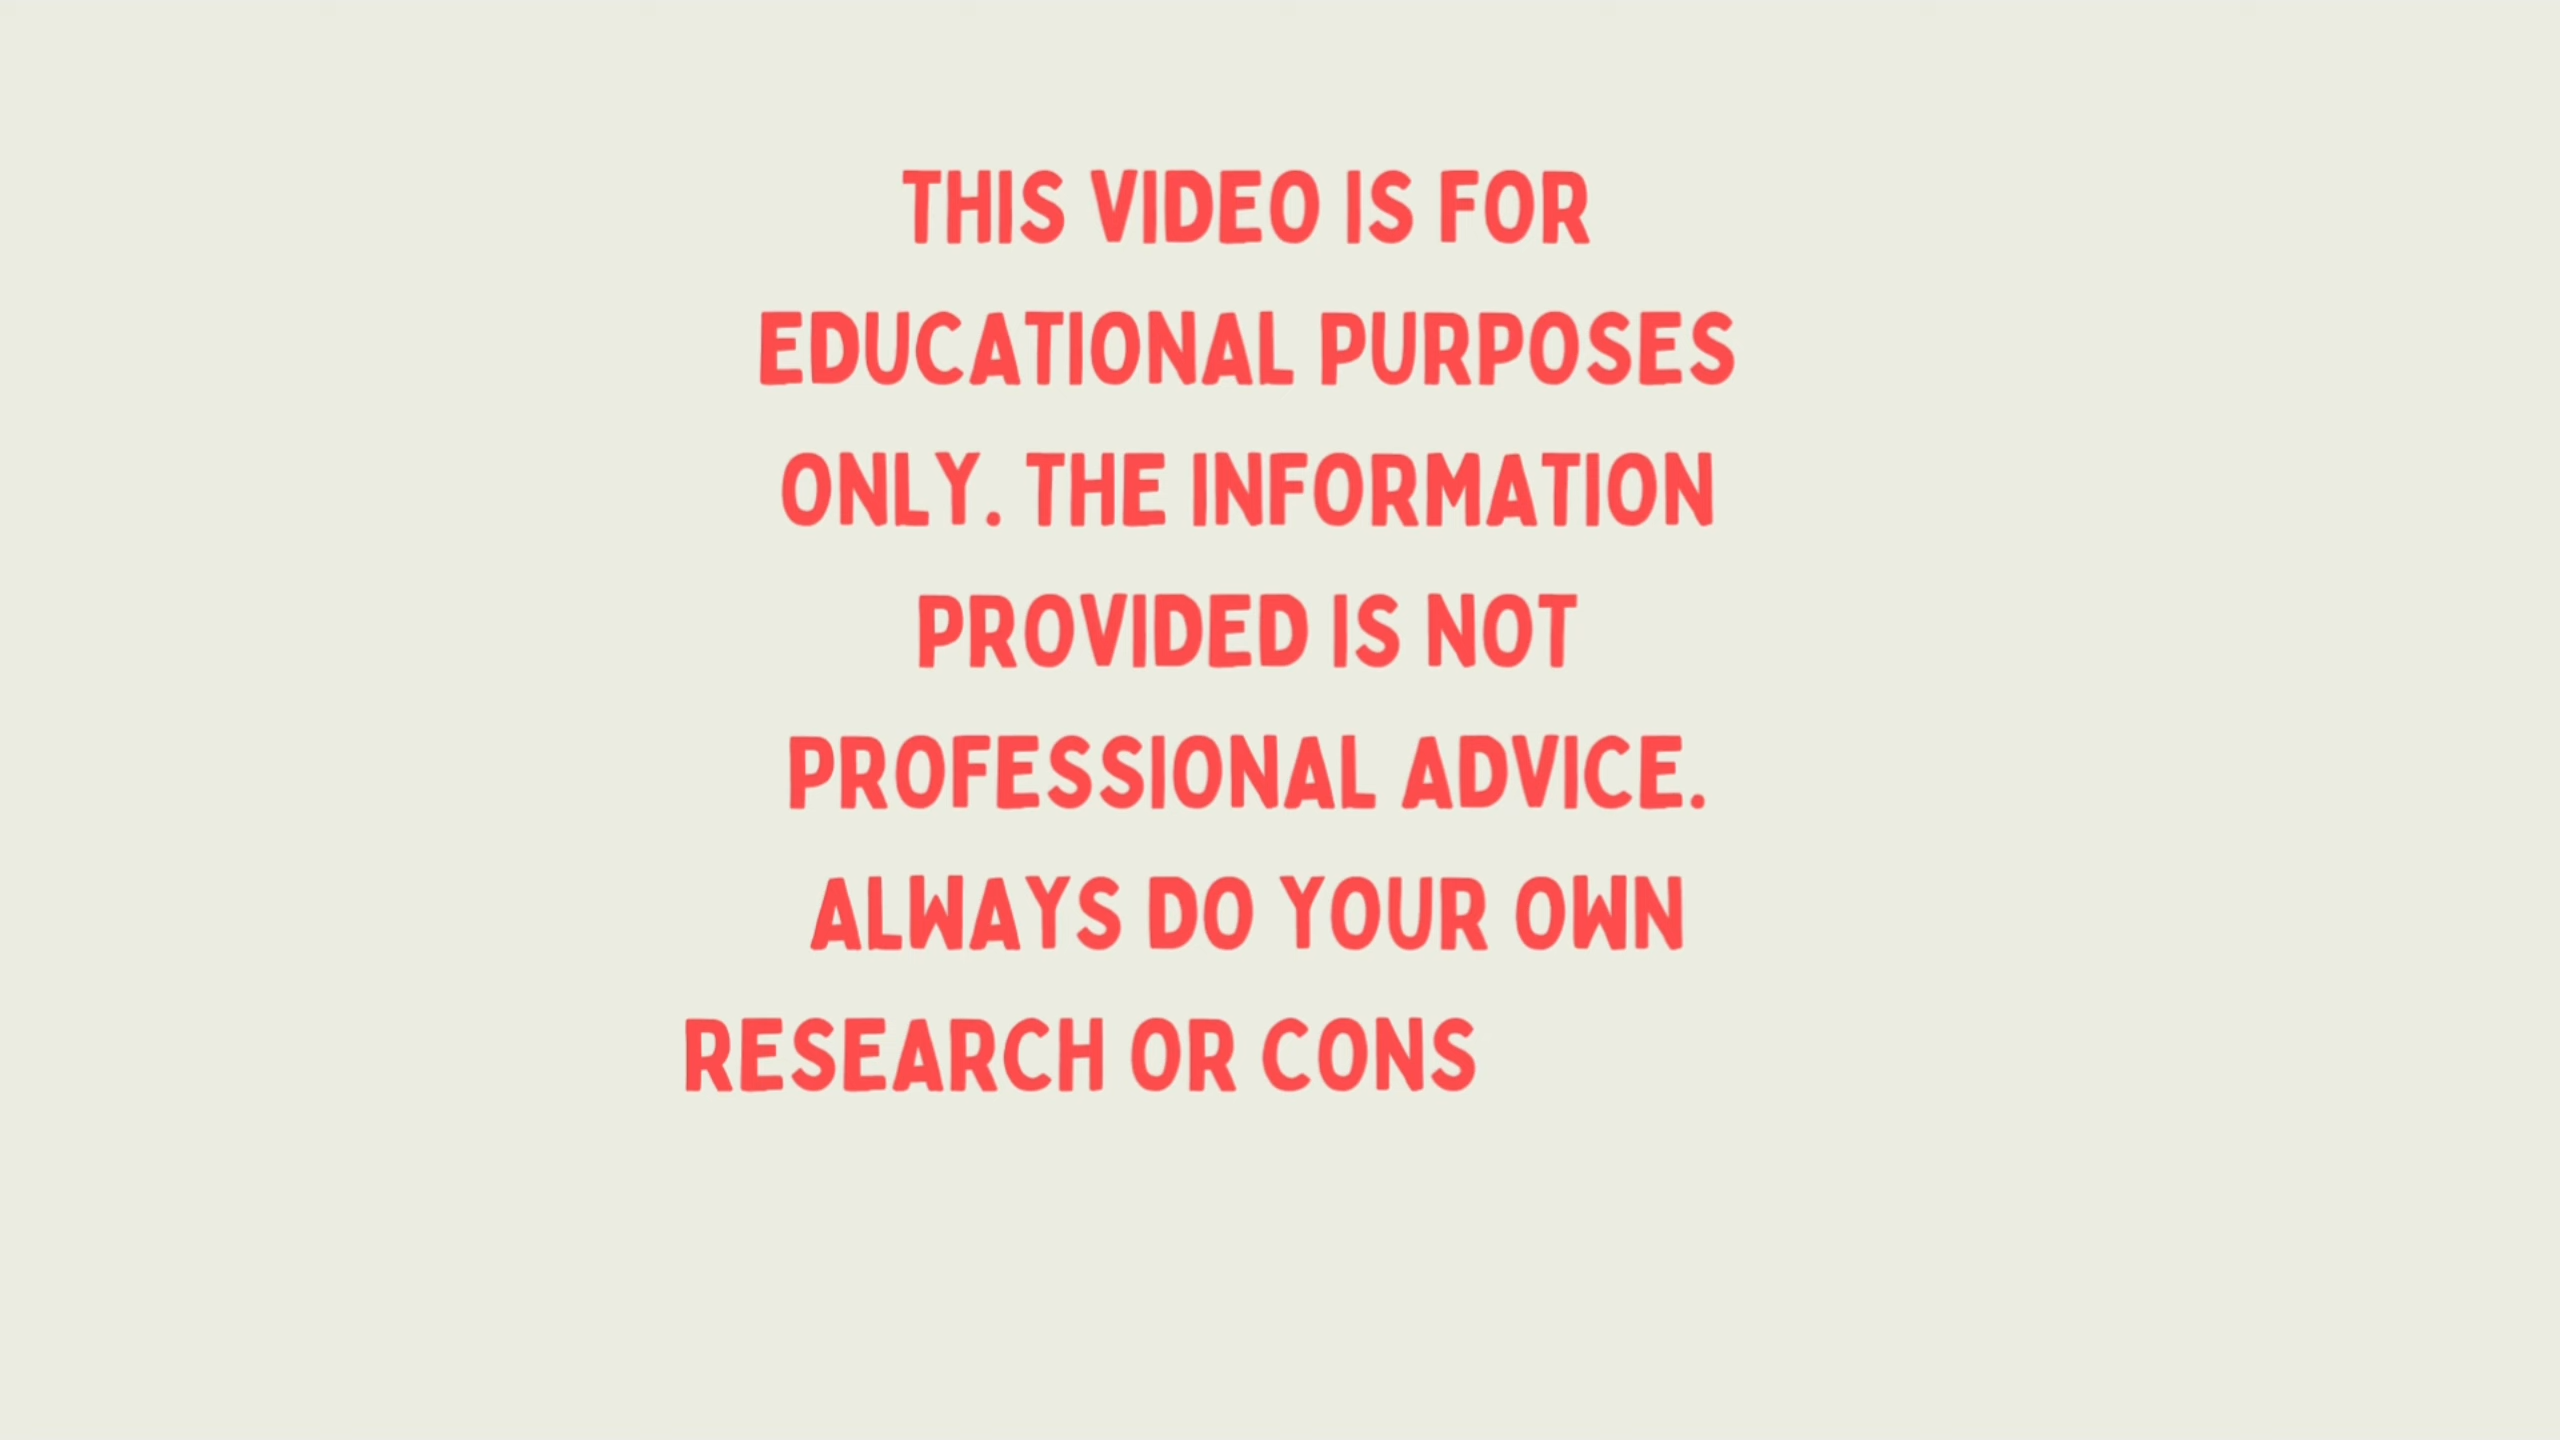 THIS VIDEO IS FOR
EDUCATIONAL PURPOSES
ONLY. THE INFORMATION
PROVIDED IS NOT
PROFESSIONAL ADVICE.
ALWAYS DO YOUR OWN
RESEARCH OR CONS